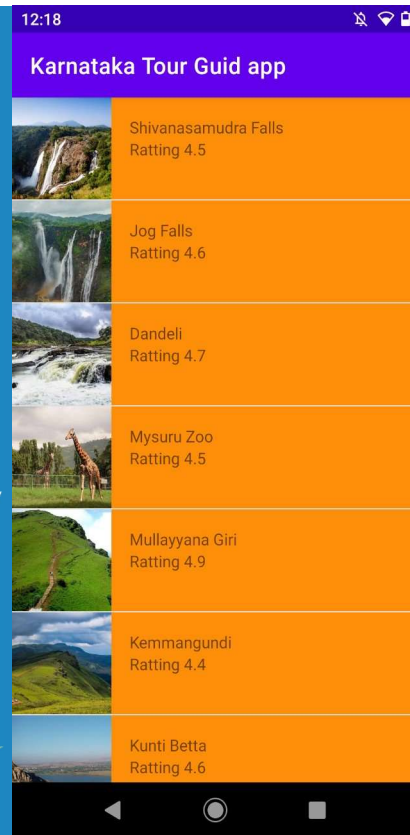 12:18
Karnataka Tour Guid app
Shivanasamudra Falls
Ratting 4.5
Jog Falls
Ratting 4.6
Dandeli
Ratting 4.7
Mysuru Zoo
Ratting 4.5
Mullayyana Giri
Ratting 4.9
Kemmangundi
Ratting 4.4
Kunti Betta
Ratting 4.6